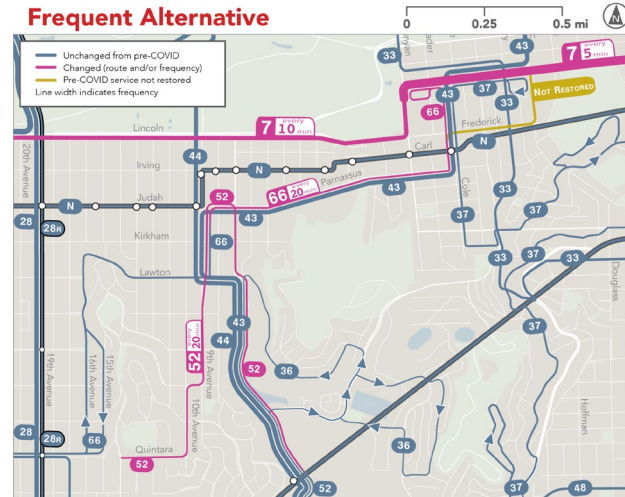 Frequent Alternative
0 0.25 0.5 mi
N
Unchanged from pre-COVID
Changed (route and/or frequency)
Pre-COVID service not restored
Line width indicates frequency
33
43
7 every 5 min
43
37
33
NOT RESTORED
66
Frederick
Lincoln
7 every 10 min
20th Avenue
44
Irving
N
Carl
N
Parnassus
66 every 20 min
43
Cole
Judah
N
52
43
37
37
28
28R
Kirkham
66
33
37
33
Lawton
Douglass
43
37
44
52 every 20 min
9th Avenue
52
36
19th Avenue
16th Avenue
15th Avenue
10th Avenue
Hoffman
28
28R
66
Quintara
52
36
52
37
48